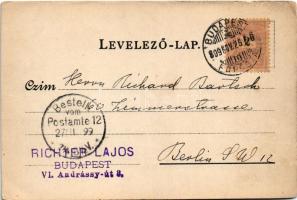 BUDAPEST
LEVELEZŐ-LAP.
Czim: Herrn Richard Bartsch
Zimmerstrasse
Bestellt
vom
Postamte 12
RICHTER LAJOS
BUDAPEST
VI. Andrássy-út 8.
Berlin S W 12